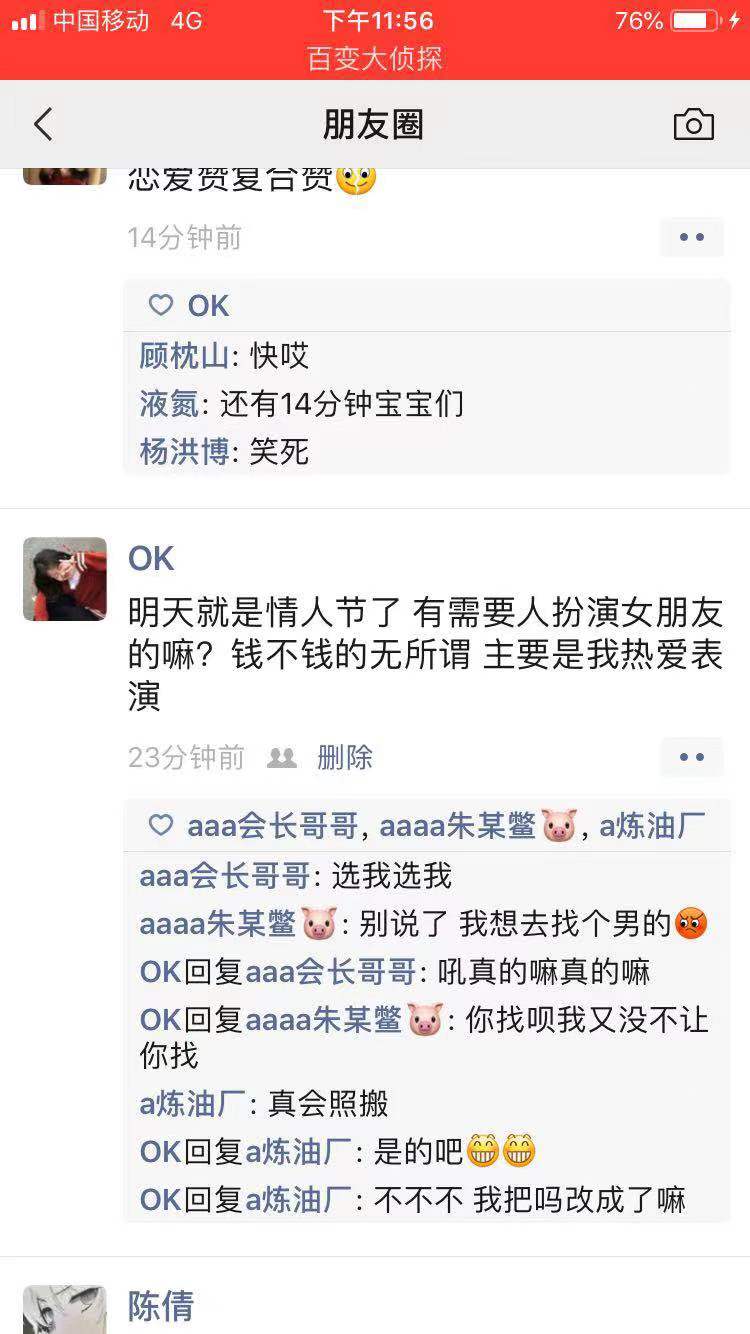 中国移动 4G 下午11:56 76%
百变大侦探
朋友圈
恋爱赞复合赞
14分钟前
OK
顾枕山: 快哎
液氮: 还有14分钟宝宝们
杨洪博: 笑死
OK
明天就是情人节了 有需要人扮演女朋友
的嘛? 钱不钱的无所谓 主要是我热爱表
演
23分钟前 删除
aaa会长哥哥, aaaa朱某鳖🐷, a炼油厂
aaa会长哥哥: 选我选我
aaaa朱某鳖🐷: 别说了 我想去找个男的😡
OK回复aaa会长哥哥: 吼真的嘛真的嘛
OK回复aaaa朱某鳖🐷: 你找呗我又没不让
你找
a炼油厂: 真会照搬
OK回复a炼油厂: 是的吧😁😁
OK回复a炼油厂: 不不不 我把吗改成了嘛
陈倩